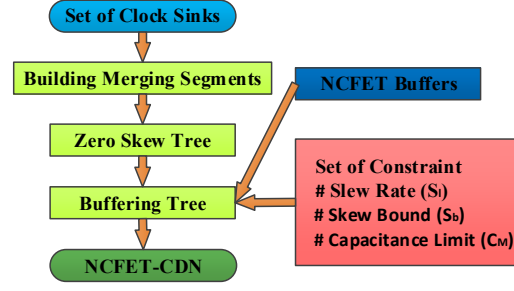 Set of Clock Sinks
Building Merging Segments
NCFET Buffers
Zero Skew Tree
Set of Constraint
# Slew Rate (Sl)
# Skew Bound (Sb)
# Capacitance Limit (CM)
Buffering Tree
NCFET-CDN